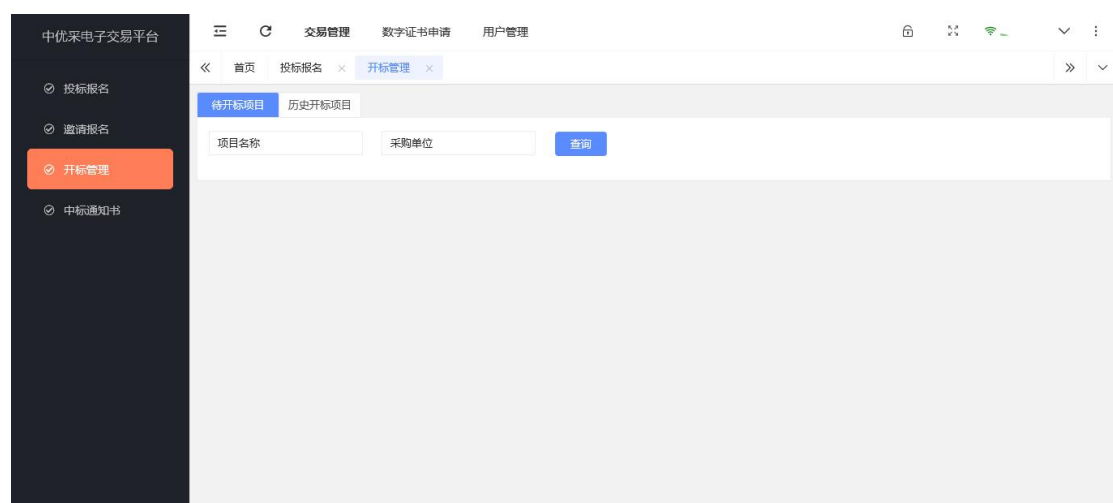 中优采电子交易平台
交易管理 数字证书申请 用户管理
首页 投标报名 开标管理
投标报名
邀请报名
开标管理
中标通知书
待开标项目 历史开标项目
项目名称 采购单位 查询